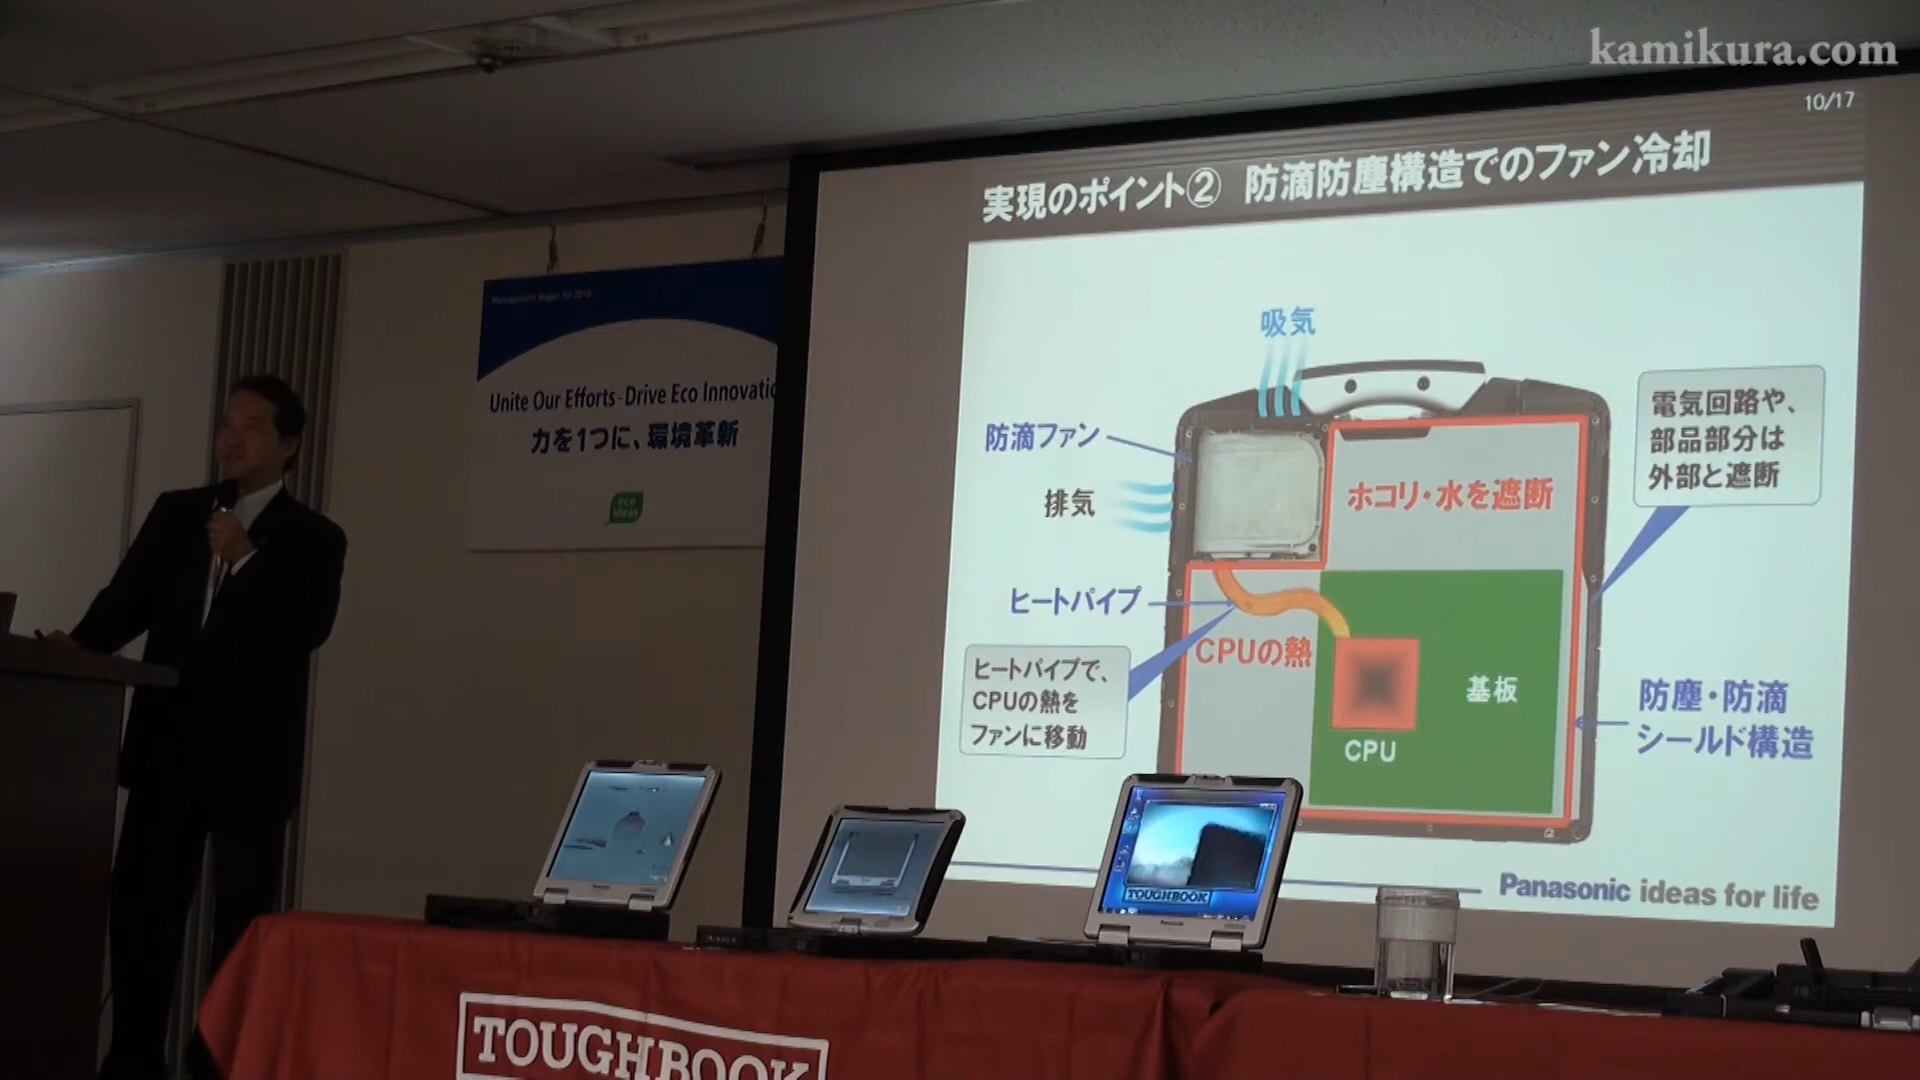 kamikura.com
10/17
実現のポイント② 防滴防塵構造でのファン冷却
吸気
防滴ファン
排気
ホコリ・水を遮断
電気回路や、
部品部分は
外部と遮断
ヒートパイプ
CPUの熱
ヒートパイプで、
CPUの熱を
ファンに移動
基板
CPU
防塵・防滴
シールド構造
Panasonic ideas for life
Unite Our Efforts - Drive Eco Innovatio
力を1つに、環境革新
eco
ideas
TOUGHBOOK
Panasonic
TOUGHBOOK